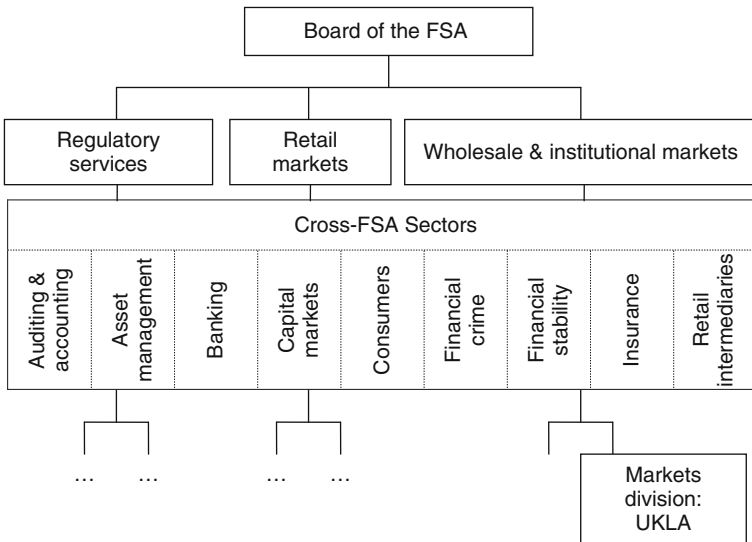 Board of the FSA
Regulatory
services
Retail
markets
Wholesale & institutional markets
Cross-FSA Sectors
Auditing &
accounting
Asset
management
Banking
Capital
markets
Consumers
Financial
crime
Financial
stability
Insurance
Retail
intermediaries
... ... ... ...
Markets
division:
UKLA